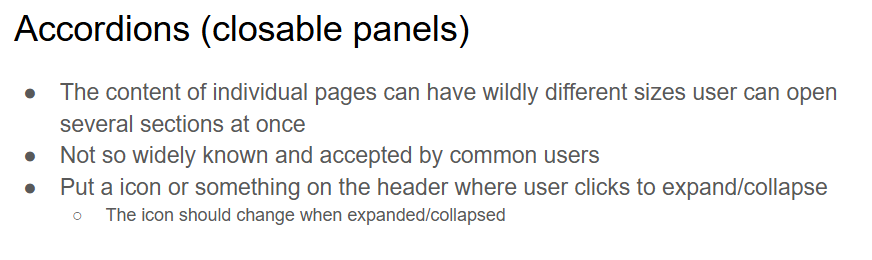 Accordions (closable panels)
● The content of individual pages can have wildly different sizes user can open
several sections at once
● Not so widely known and accepted by common users
● Put a icon or something on the header where user clicks to expand/collapse
○ The icon should change when expanded/collapsed